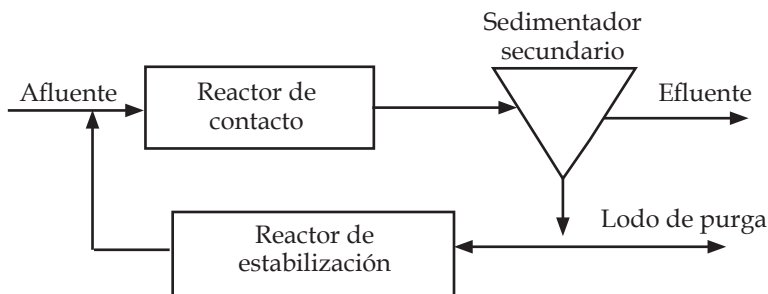 Sedimentador
secundario
Afluente
Reactor de
contacto
Efluente
Reactor de
estabilización
Lodo de purga